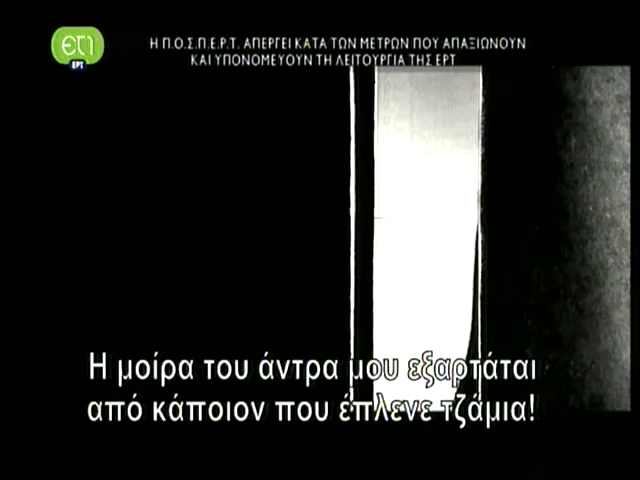 ετ1
ΕΡΤ
Η Π.Ο.Σ.Π.Ε.Ρ.Τ. ΑΠΕΡΓΕΙ ΚΑΤΑ ΤΩΝ ΜΕΤΡΩΝ ΠΟΥ ΑΠΑΞΙΩΝΟΥΝ
ΚΑΙ ΥΠΟΝΟΜΕΥΟΥΝ ΤΗ ΛΕΙΤΟΥΡΓΙΑ ΤΗΣ ΕΡΤ
Η μοίρα του άντρα μου εξαρτάται
από κάποιον που έπλενε τζάμια!